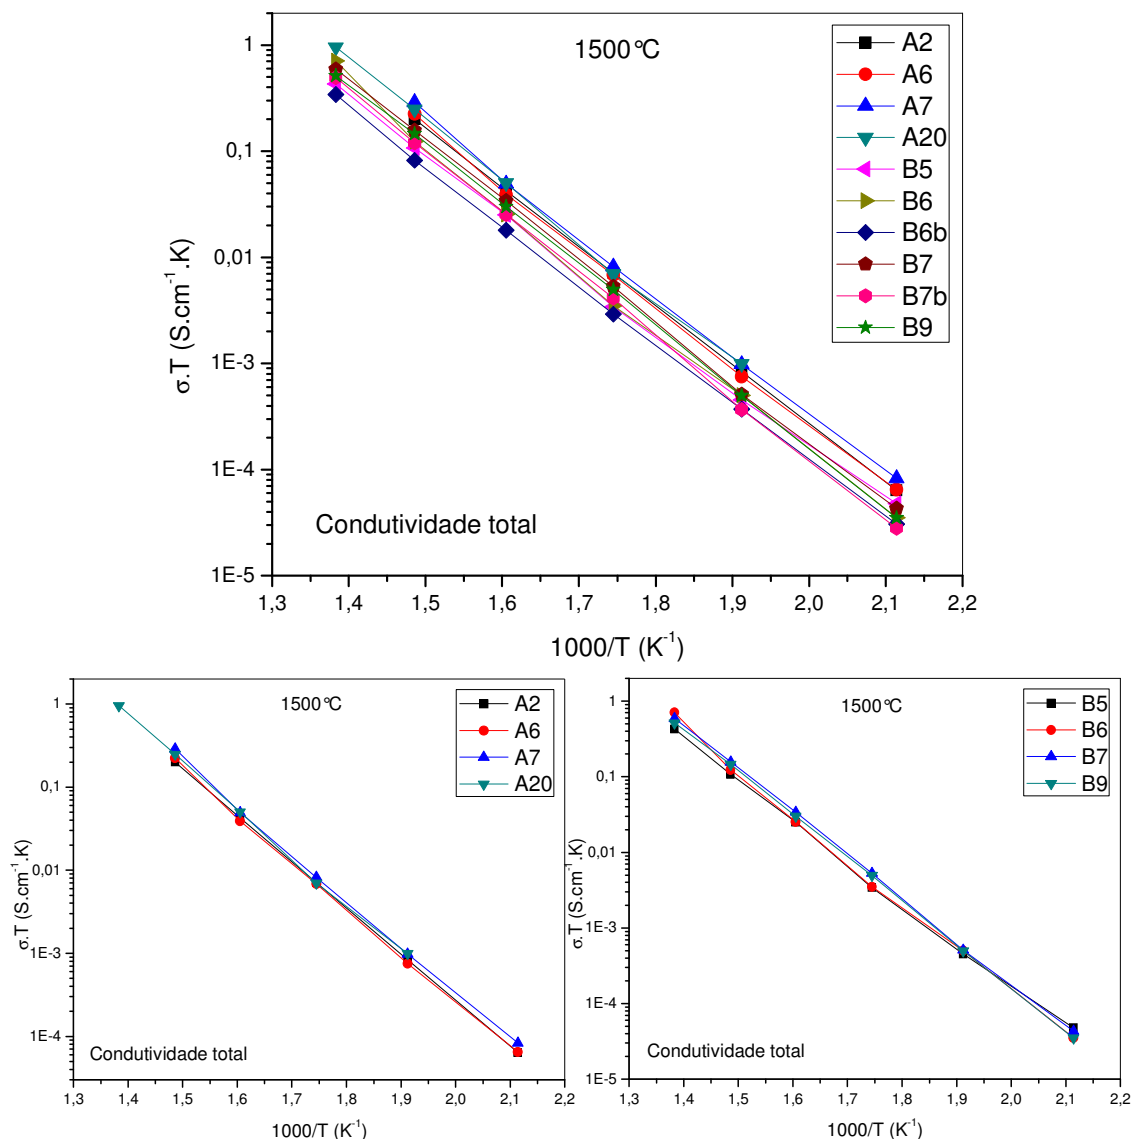 1500°C
A2
A6
A7
A20
B5
B6
B6b
B7
B7b
B9
1
0,1
0,01
1E-3
1E-4
1E-5
σ.T (S.cm-1.K)
Condutividade total
1,3 1,4 1,5 1,6 1,7 1,8 1,9 2,0 2,1 2,2
1000/T (K-1)
1500°C
A2
A6
A7
A20
1
0,1
0,01
1E-3
1E-4
σ.T (S.cm-1.K)
Condutividade total
1,3 1,4 1,5 1,6 1,7 1,8 1,9 2,0 2,1 2,2
1000/T (K-1)
1500°C
B5
B6
B7
B9
1
0,1
0,01
1E-3
1E-4
1E-5
σ.T (S.cm-1.K)
Condutividade total
1,3 1,4 1,5 1,6 1,7 1,8 1,9 2,0 2,1 2,2
1000/T (K-1)